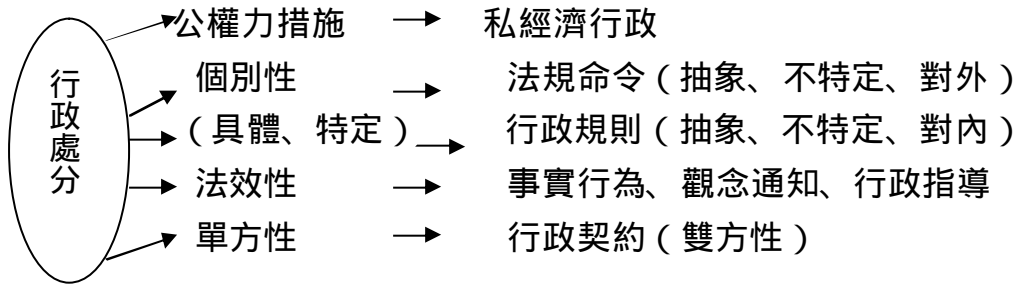 行政處分
公權力措施 私經濟行政
個別性 法規命令（抽象、不特定、對外）
（具體、特定） 行政規則（抽象、不特定、對內）
法效性 事實行為、觀念通知、行政指導
單方性 行政契約（雙方性）